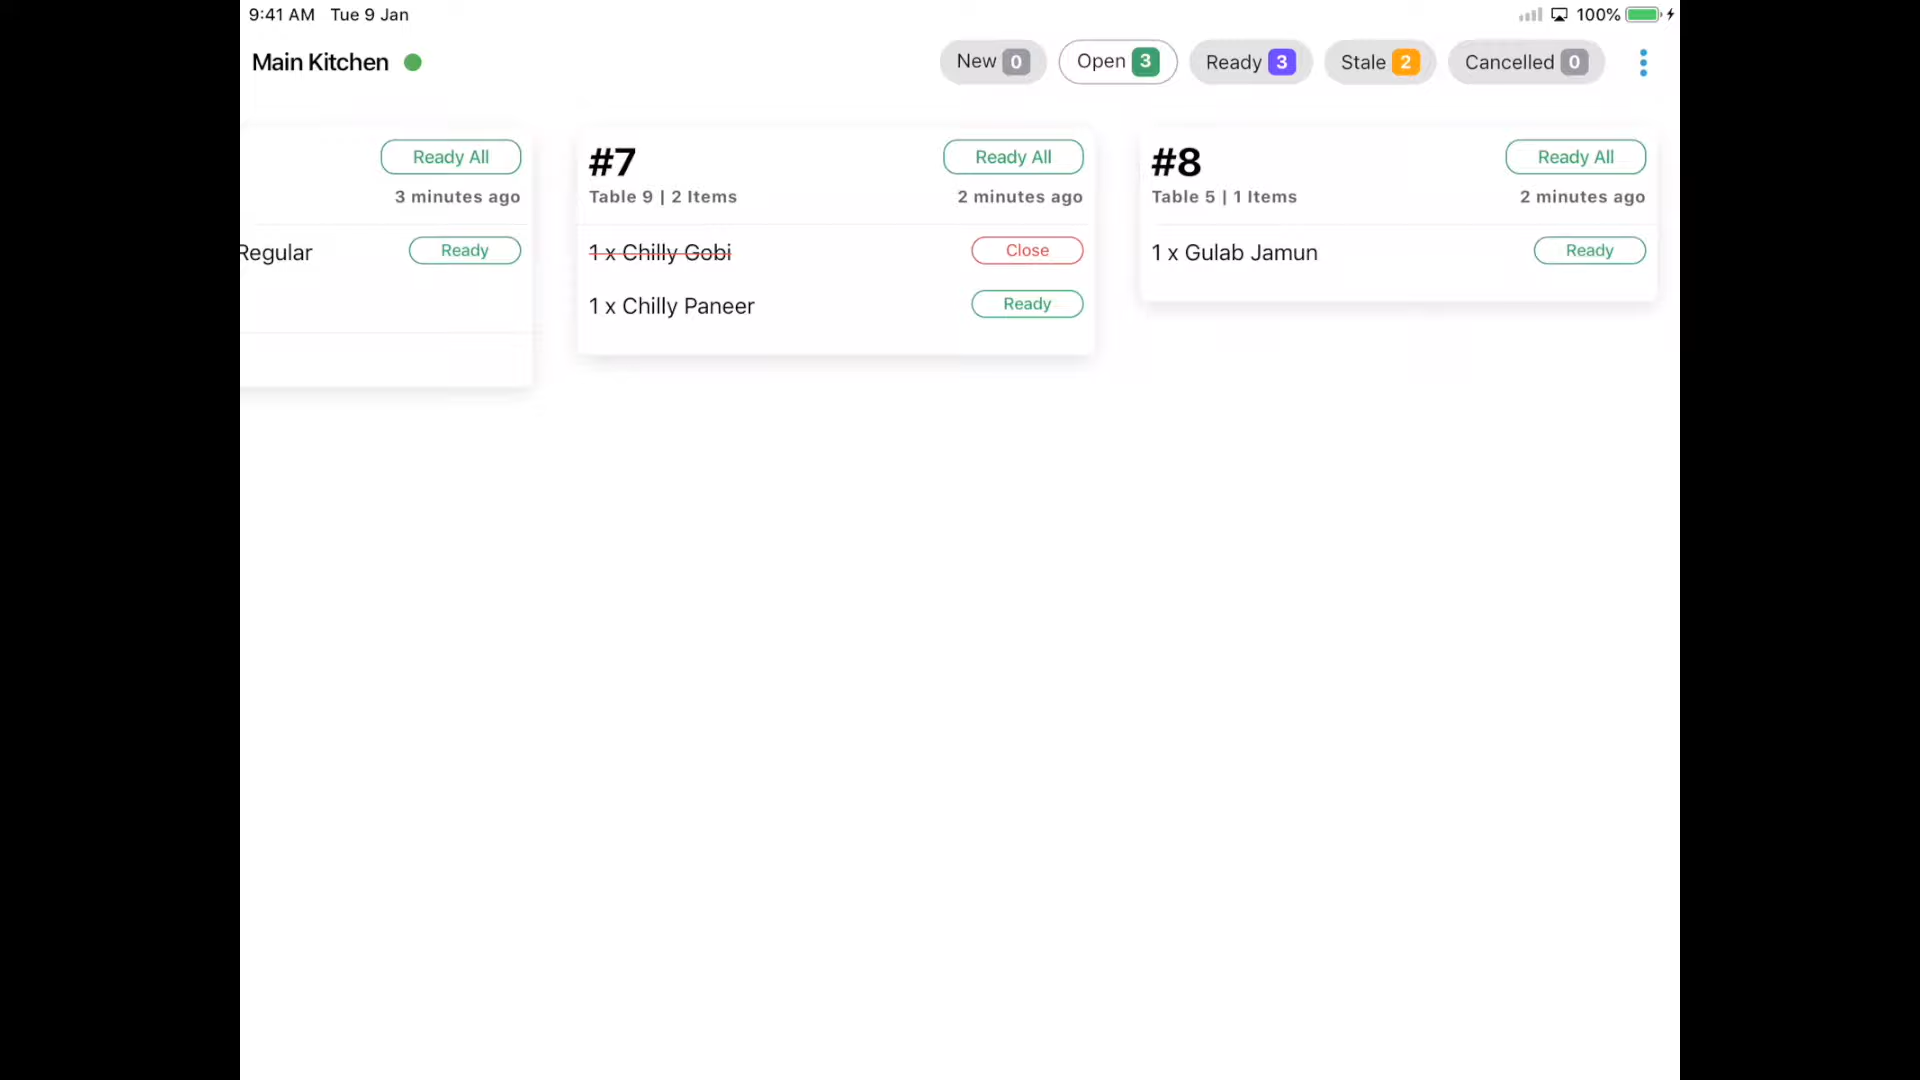 9:41 AM Tue 9 Jan 100%
Main Kitchen New 0 Open 3 Ready 3 Stale 2 Cancelled 0
Ready All
3 minutes ago
Regular Ready
#7 Ready All
Table 9 | 2 Items 2 minutes ago
1 x Chilly Gobi Close
1 x Chilly Paneer Ready
#8 Ready All
Table 5 | 1 Items 2 minutes ago
1 x Gulab Jamun Ready